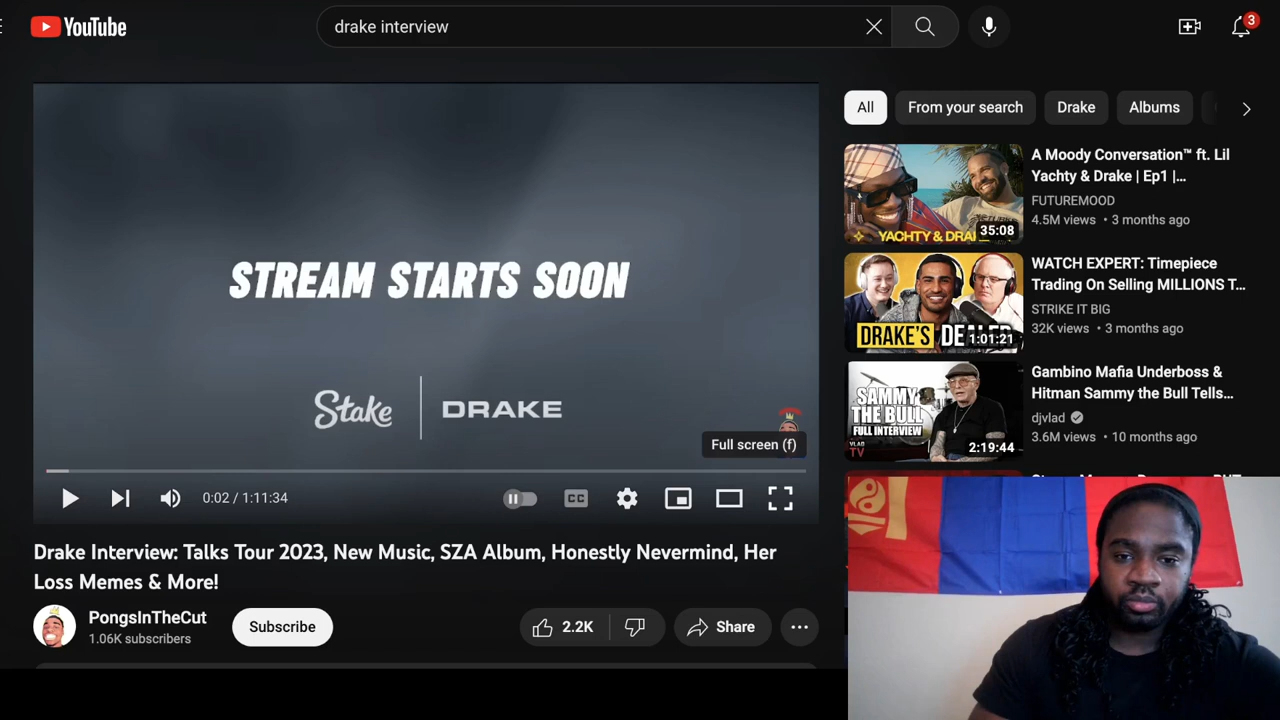 YouTube
drake interview
3
STREAM STARTS SOON
Stake | DRAKE
Full screen (f)
0:02 / 1:11:34
CC
Drake Interview: Talks Tour 2023, New Music, SZA Album, Honestly Nevermind, Her
Loss Memes & More!
PongsInTheCut
1.06K subscribers
Subscribe
2.2K
Share
All
From your search
Drake
Albums
YACHTY & DRA
35:08
A Moody Conversation™ ft. Lil
Yachty & Drake | Ep1 |...
FUTUREMOOD
4.5M views • 3 months ago
DRAKE'S DEALER
1:01:21
WATCH EXPERT: Timepiece
Trading On Selling MILLIONS T...
STRIKE IT BIG
32K views • 3 months ago
SAMMY
THE BULL
FULL INTERVIEW
VLAD
TV
2:19:44
Gambino Mafia Underboss &
Hitman Sammy the Bull Tells...
djvlad
3.6M views • 10 months ago